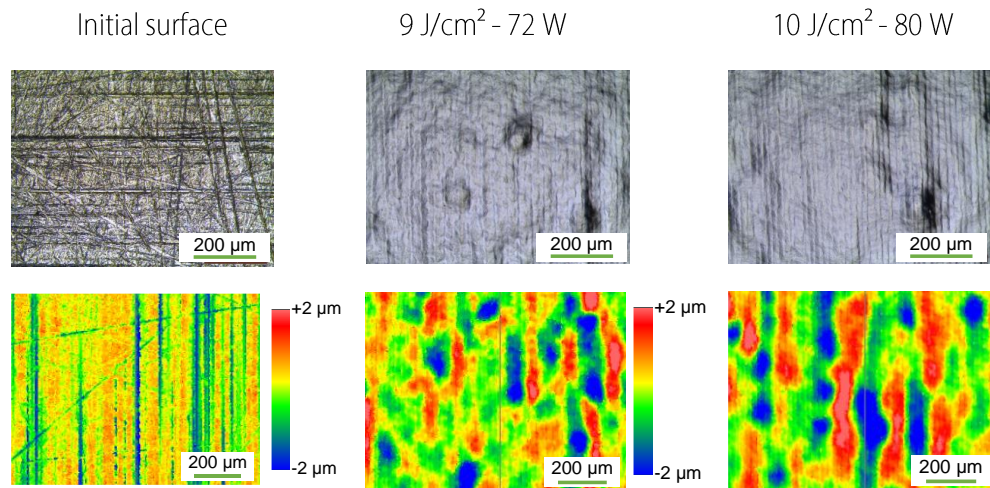 Initial surface
9 J/cm² - 72 W
10 J/cm² - 80 W
200 µm
200 µm
200 µm
+2 µm
-2 µm
+2 µm
-2 µm
200 µm
200 µm
200 µm